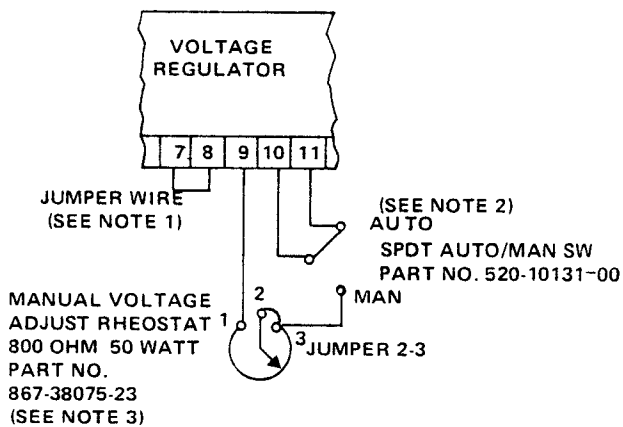 VOLTAGE
REGULATOR
7 8 9 10 11
JUMPER WIRE
(SEE NOTE 1)
(SEE NOTE 2)
AUTO
SPDT AUTO/MAN SW
PART NO. 520-10131-00
MAN
MANUAL VOLTAGE
ADJUST RHEOSTAT
800 OHM 50 WATT
PART NO.
867-38075-23
(SEE NOTE 3)
1
2
3
JUMPER 2-3